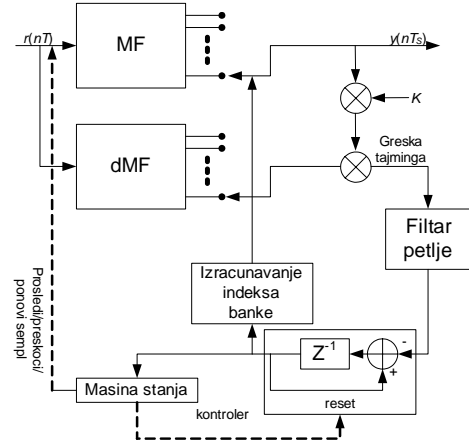 r(nT)
MF
y(nTs)
K
dMF
Greska
tajminga
Filtar
petlje
Prosledi/preskoci/
ponovi sempl
Izracunavanje
indeksa
banke
Z-1
-
+
Masina stanja
kontroler
reset